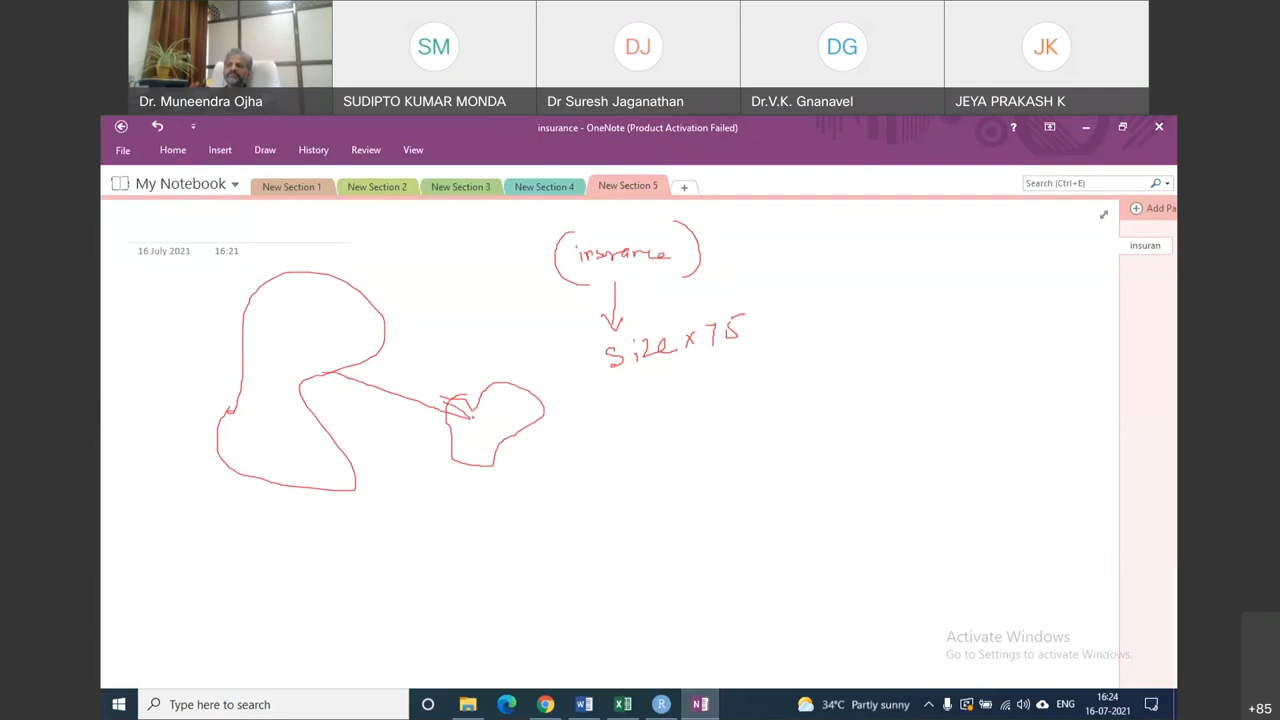 SM
DJ
DG
JK
Dr. Muneendra Ojha
SUDIPTO KUMAR MONDA
Dr Suresh Jaganathan
Dr.V.K. Gnanavel
JEYA PRAKASH K
insurance - OneNote (Product Activation Failed)
?
File
Home
Insert
Draw
History
Review
View
My Notebook
New Section 1
New Section 2
New Section 3
New Section 4
New Section 5
+
Search (Ctrl+E)
Add Pa
insuran
16 July 2021 16:21
(insurance)
size x 75
Activate Windows
Go to Settings to activate Windows.
Type here to search
34°C Partly sunny
ENG
16:24
16-07-2021
+85